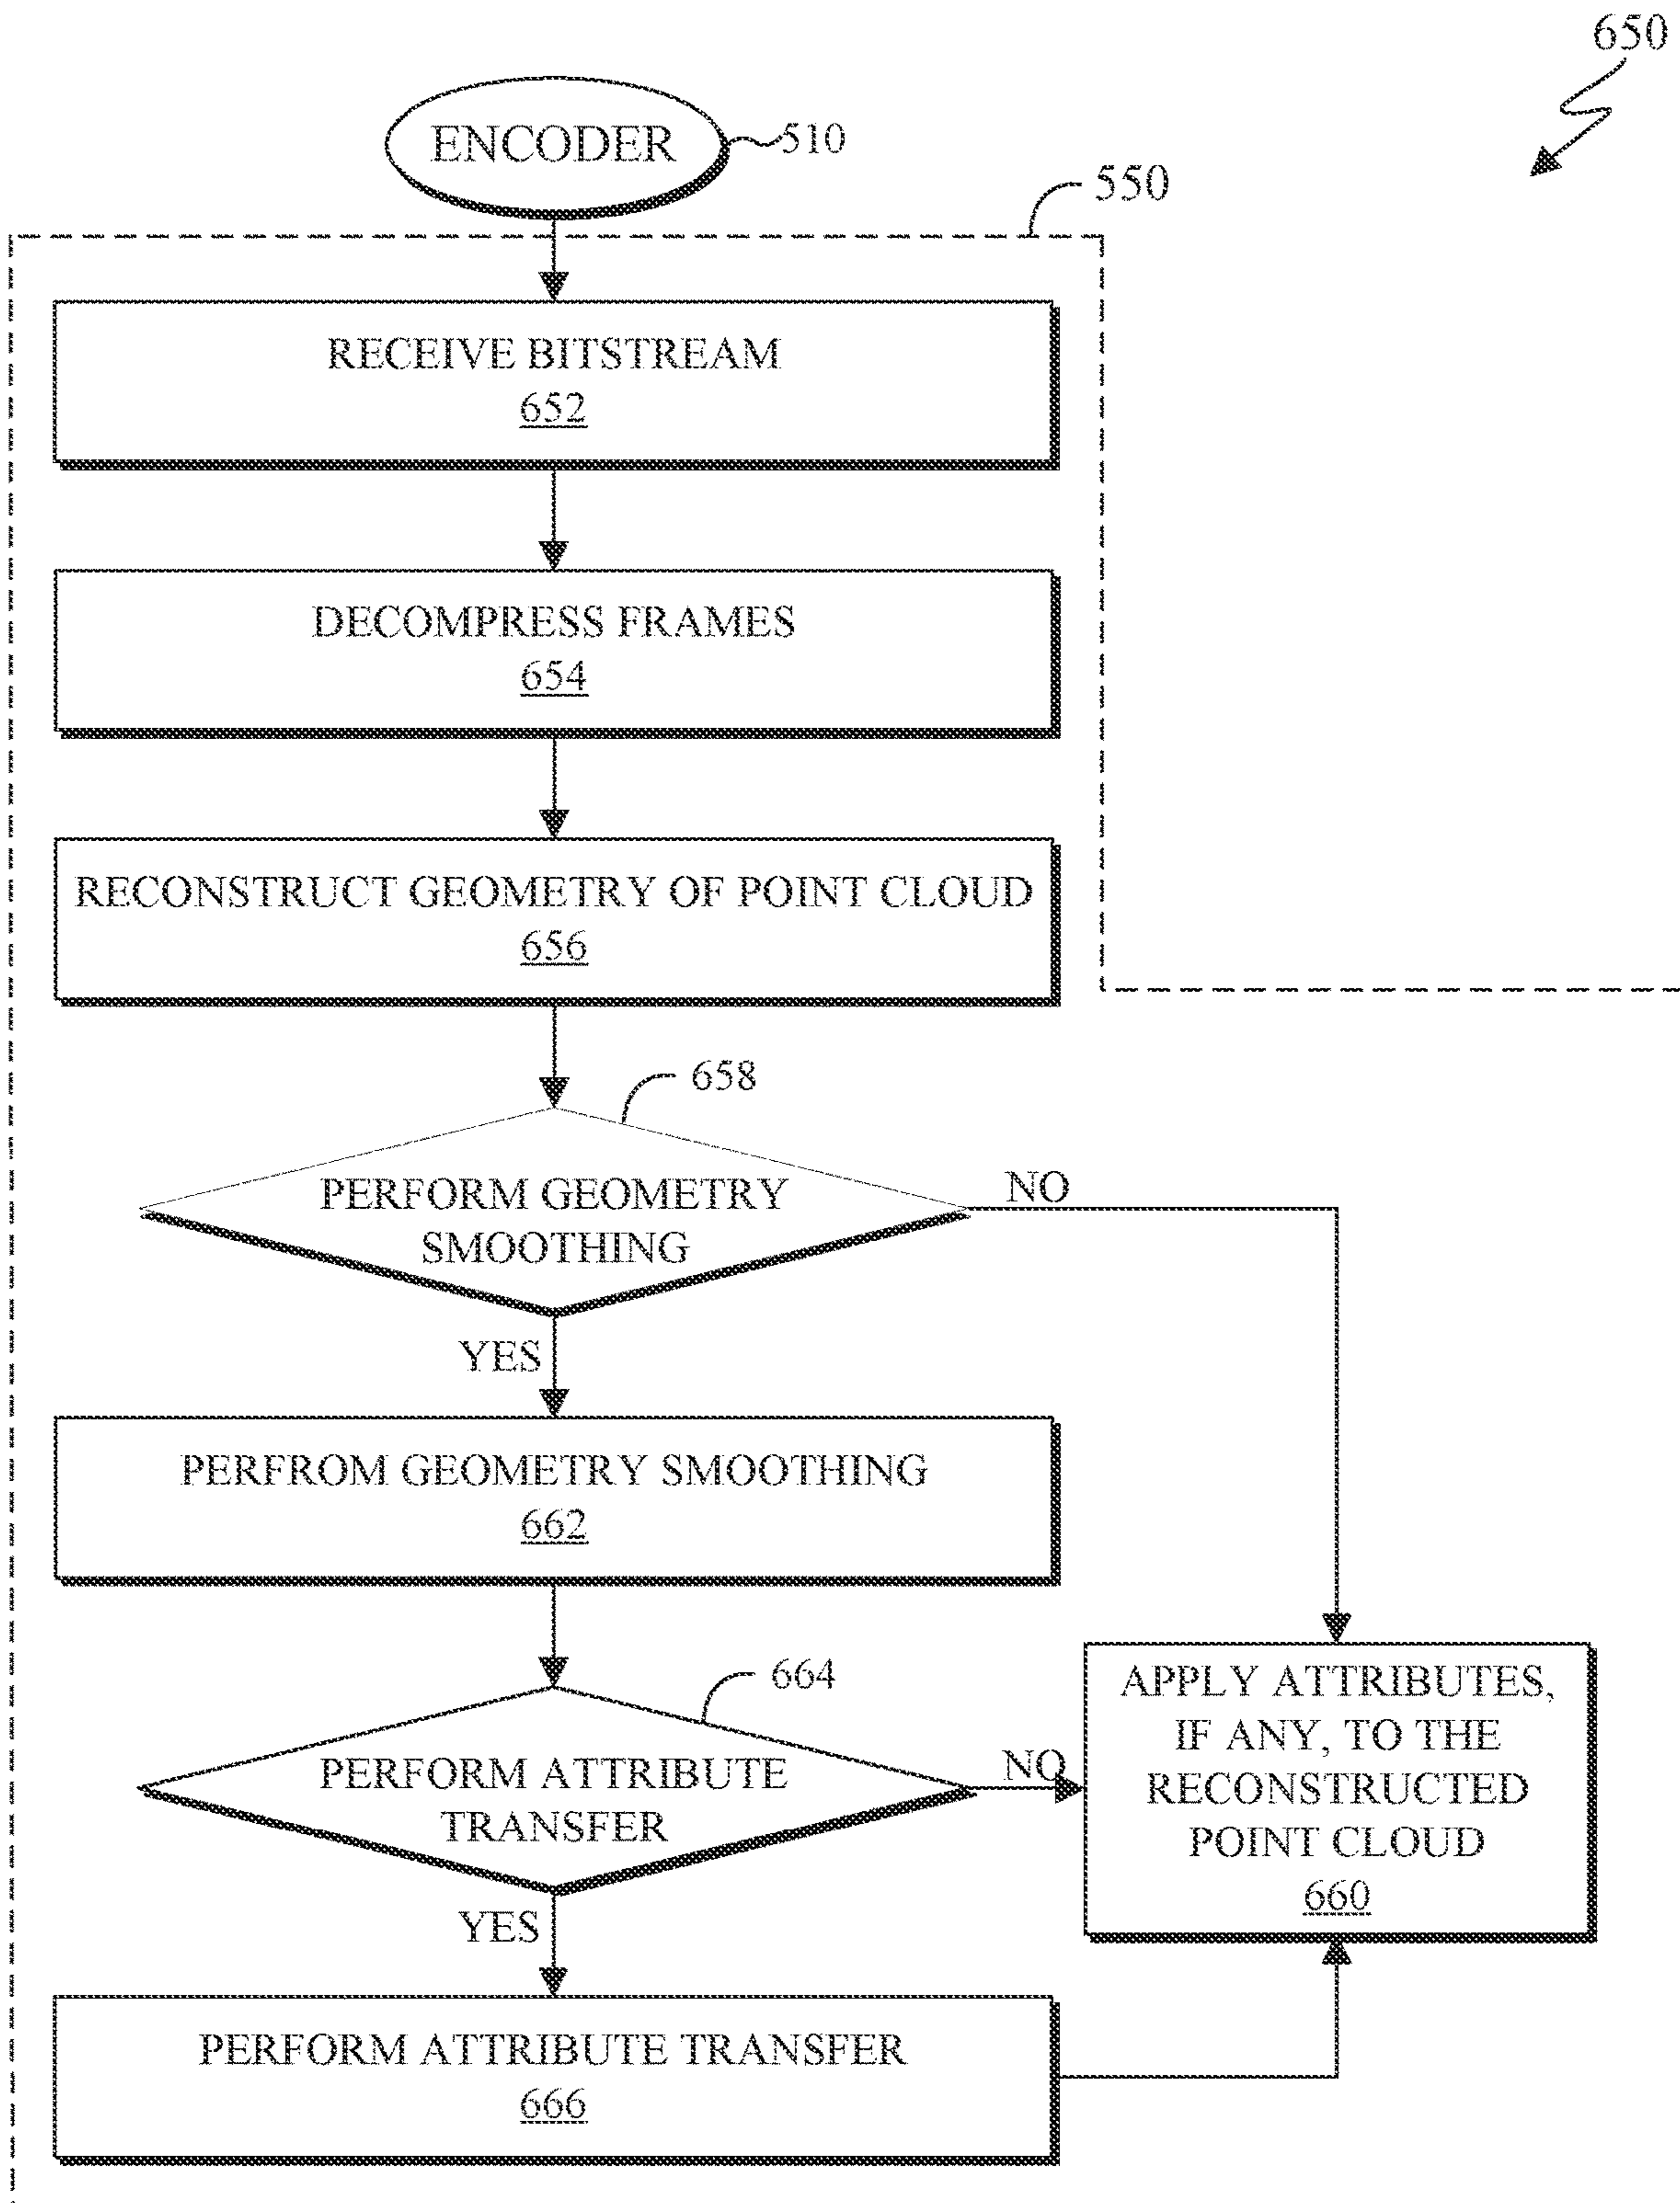 650
ENCODER
510
550
RECEIVE BITSTREAM
652
DECOMPRESS FRAMES
654
RECONSTRUCT GEOMETRY OF POINT CLOUD
656
658
PERFORM GEOMETRY
SMOOTHING
NO
YES
PERFROM GEOMETRY SMOOTHING
662
664
PERFORM ATTRIBUTE
TRANSFER
NO
YES
APPLY ATTRIBUTES,
IF ANY, TO THE
RECONSTRUCTED
POINT CLOUD
660
PERFORM ATTRIBUTE TRANSFER
666